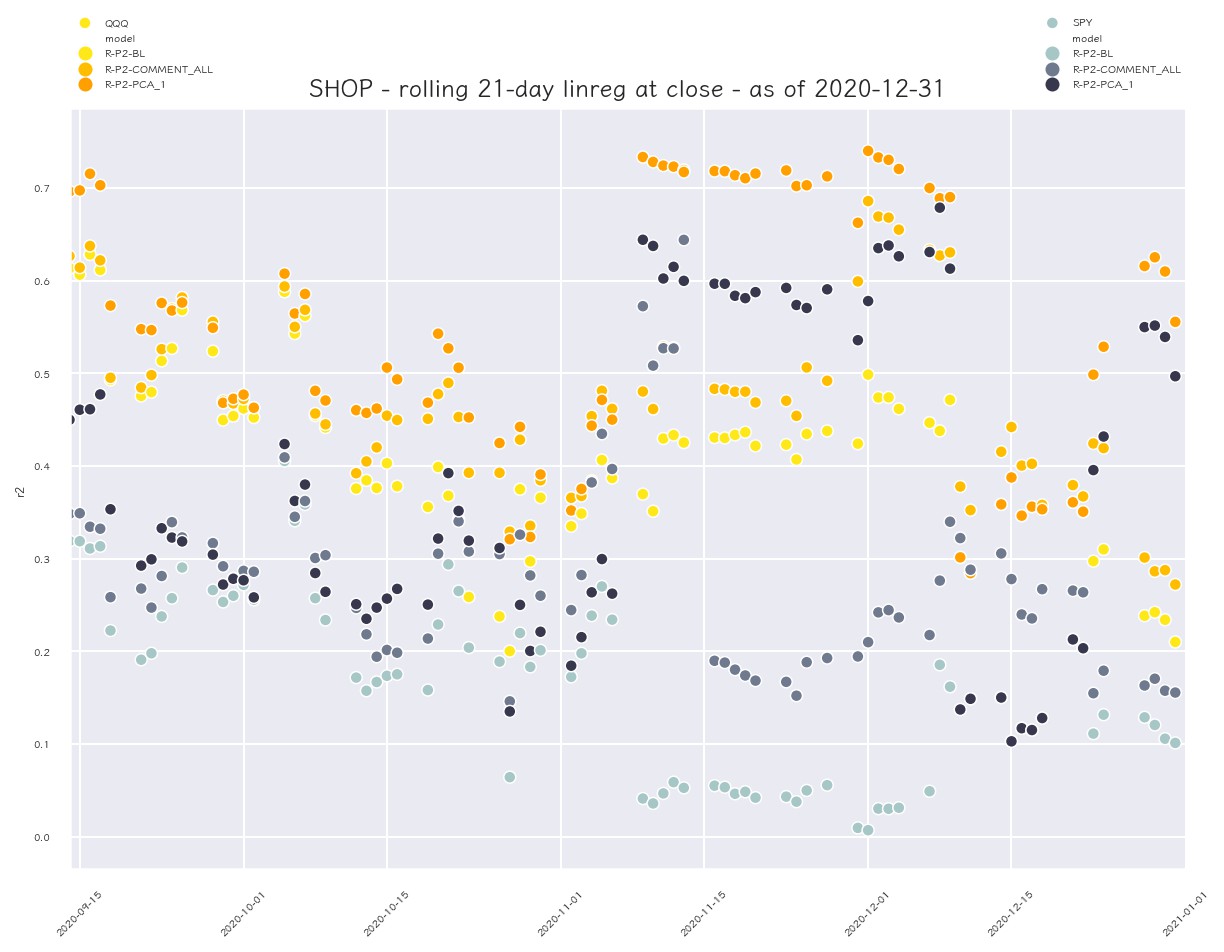 QQQ
model
R-P2-BL
R-P2-COMMENT_ALL
R-P2-PCA_1
SPY
model
R-P2-BL
R-P2-COMMENT_ALL
R-P2-PCA_1
SHOP - rolling 21-day linreg at close - as of 2020-12-31
0.7
0.6
0.5
0.4
0.3
0.2
0.1
0.0
r2
2020-09-15
2020-10-01
2020-10-15
2020-11-01
2020-11-15
2020-12-01
2020-12-15
2021-01-01